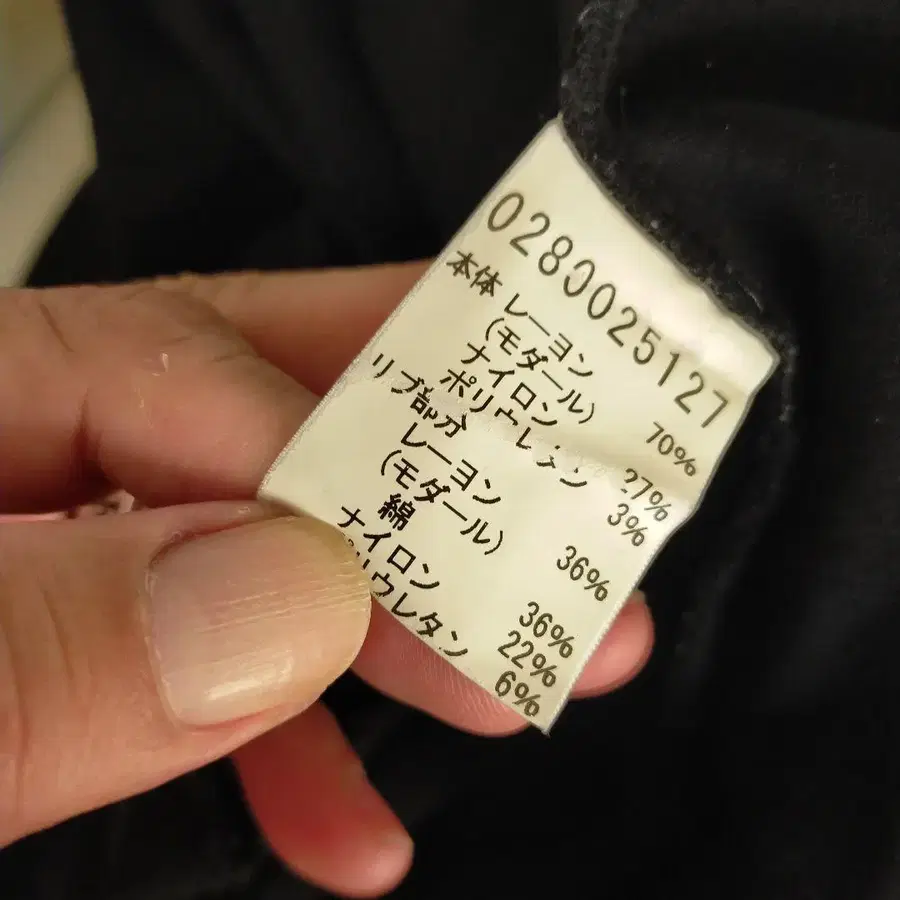 0280025127
本体
レーヨン
(モダール) 70%
ナイロン 27%
ポリウレタン 3%
リブ部分
レーヨン
(モダール) 36%
綿 36%
ナイロン 22%
ポリウレタン 6%